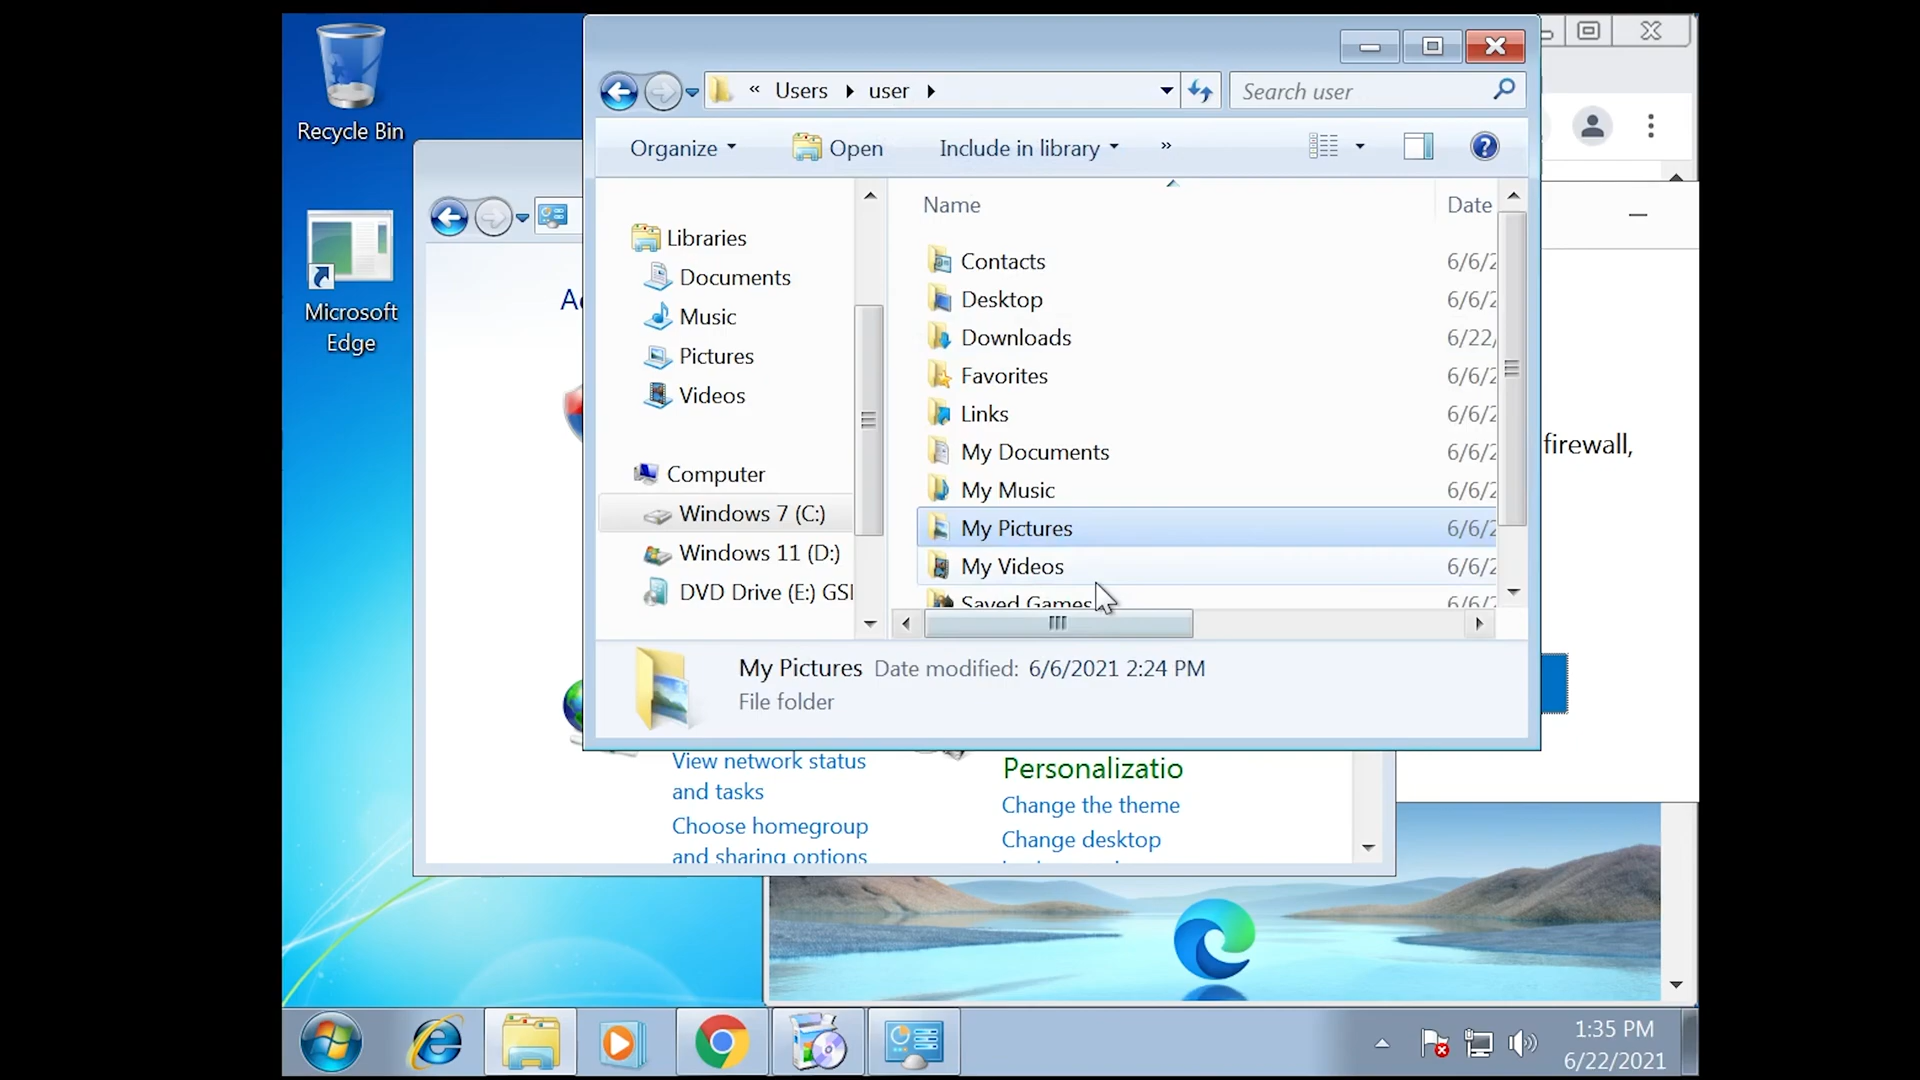 Recycle Bin
Microsoft
Edge
« Users user
Search user
Organize Open Include in library »
Name Date
Libraries
Documents
Music
Pictures
Videos
Computer
Windows 7 (C:)
Windows 11 (D:)
DVD Drive (E:) GSI
Contacts 6/6/2
Desktop 6/6/2
Downloads 6/22/
Favorites 6/6/2
Links 6/6/2
My Documents 6/6/2
My Music 6/6/2
My Pictures 6/6/2
My Videos 6/6/2
Saved Games 6/6/2
My Pictures Date modified: 6/6/2021 2:24 PM
File folder
firewall,
View network status
and tasks
Choose homegroup
and sharing options
Personalizatio
Change the theme
Change desktop
1:35 PM
6/22/2021